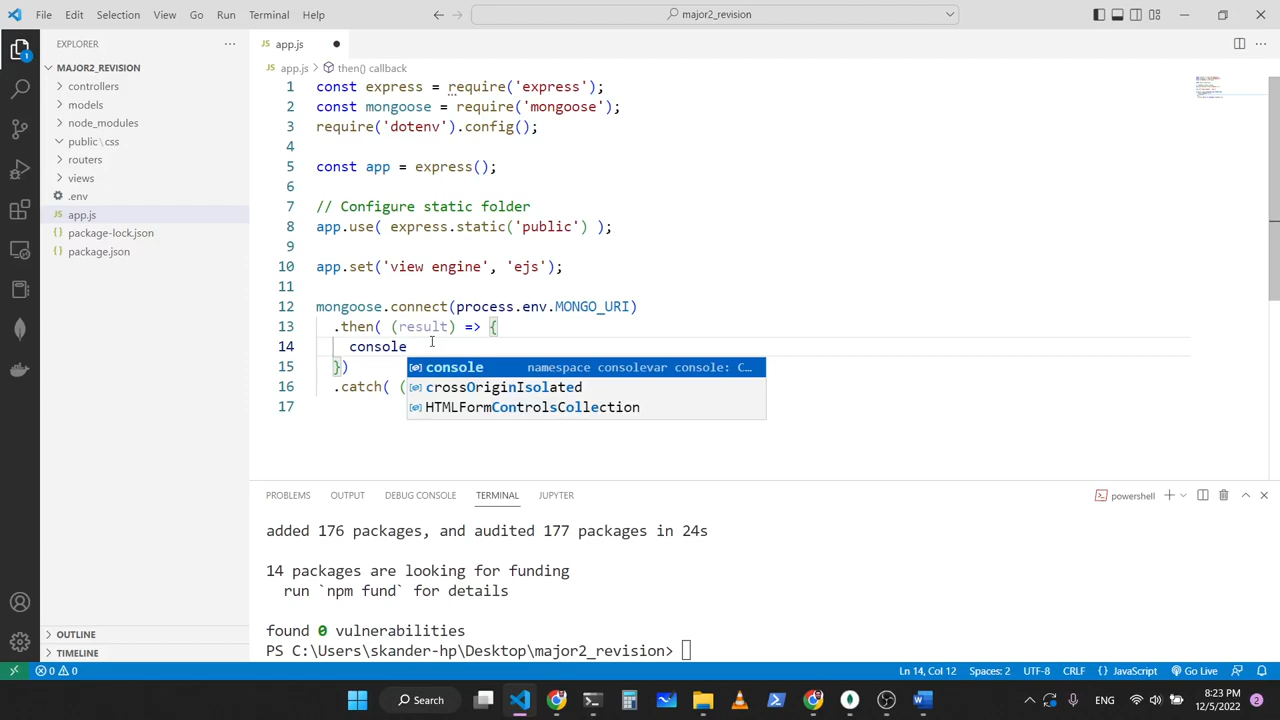 File Edit Selection View Go Run Terminal Help
major2_revision
EXPLORER
app.js
MAJOR2_REVISION
app.js > then() callback
controllers
models
node_modules
public\css
routers
views
.env
app.js
package-lock.json
package.json
OUTLINE
TIMELINE
1 const express = require('express');
2 const mongoose = require('mongoose');
3 require('dotenv').config();
4
5 const app = express();
6
7 // Configure static folder
8 app.use( express.static('public') );
9
10 app.set('view engine', 'ejs');
11
12 mongoose.connect(process.env.MONGO_URI)
13 .then( (result) => {
14 console
15 })
16 .catch( (
17
console namespace consolevar console: C...
crossOriginIsolated
HTMLFormControlsCollection
PROBLEMS OUTPUT DEBUG CONSOLE TERMINAL JUPYTER
powershell
added 176 packages, and audited 177 packages in 24s
14 packages are looking for funding
run `npm fund` for details
found 0 vulnerabilities
PS C:\Users\skander-hp\Desktop\major2_revision>
0 0 Ln 14, Col 12 Spaces: 2 UTF-8 CRLF {} JavaScript Go Live
Search
ENG
8:23 PM
12/5/2022